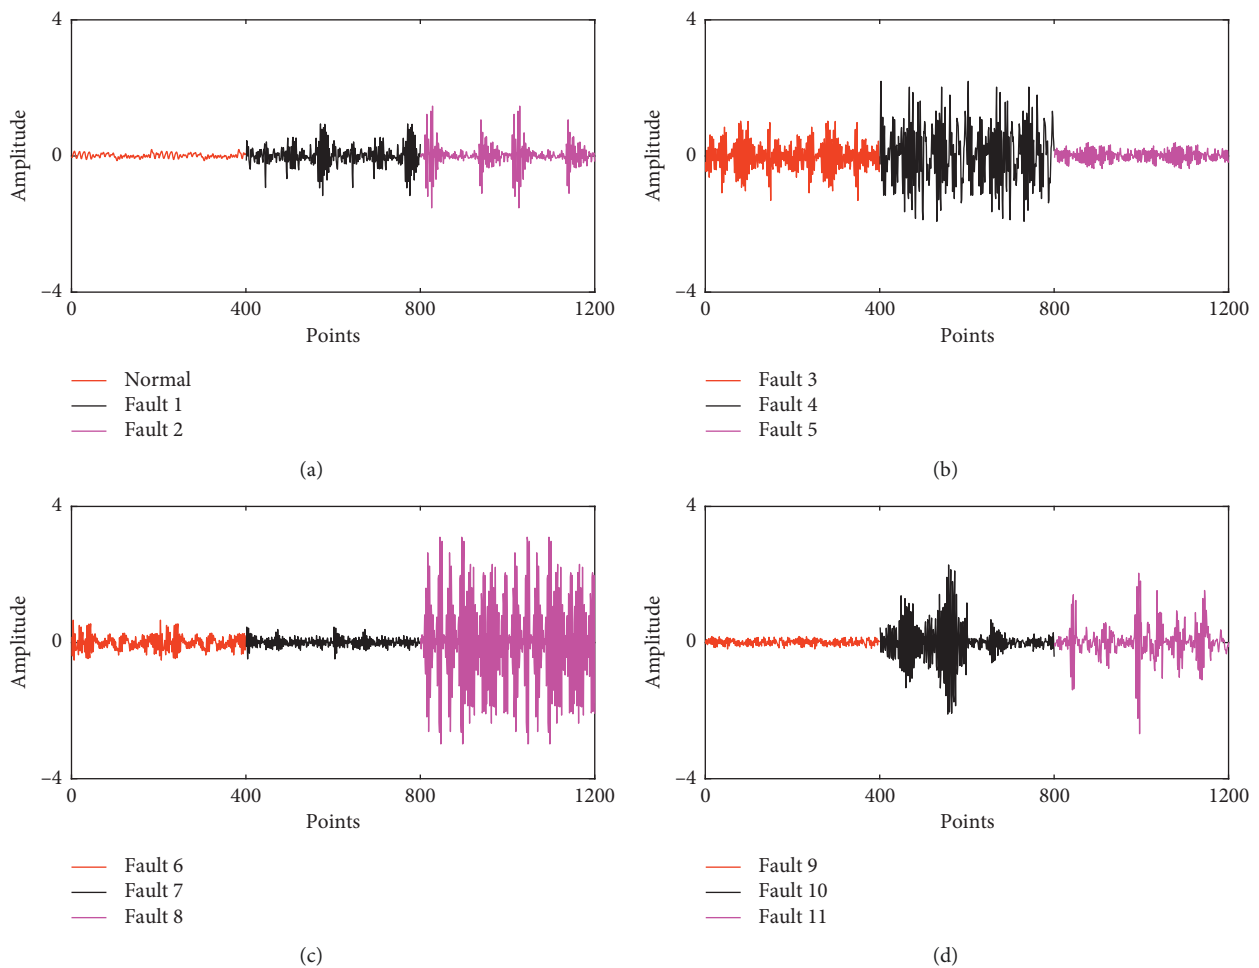 4
0
−4
Amplitude
0
400
800
1200
Points
Normal
Fault 1
Fault 2
(a)
4
0
−4
Amplitude
0
400
800
1200
Points
Fault 3
Fault 4
Fault 5
(b)
4
0
−4
Amplitude
0
400
800
1200
Points
Fault 6
Fault 7
Fault 8
(c)
4
0
−4
Amplitude
0
400
800
1200
Points
Fault 9
Fault 10
Fault 11
(d)